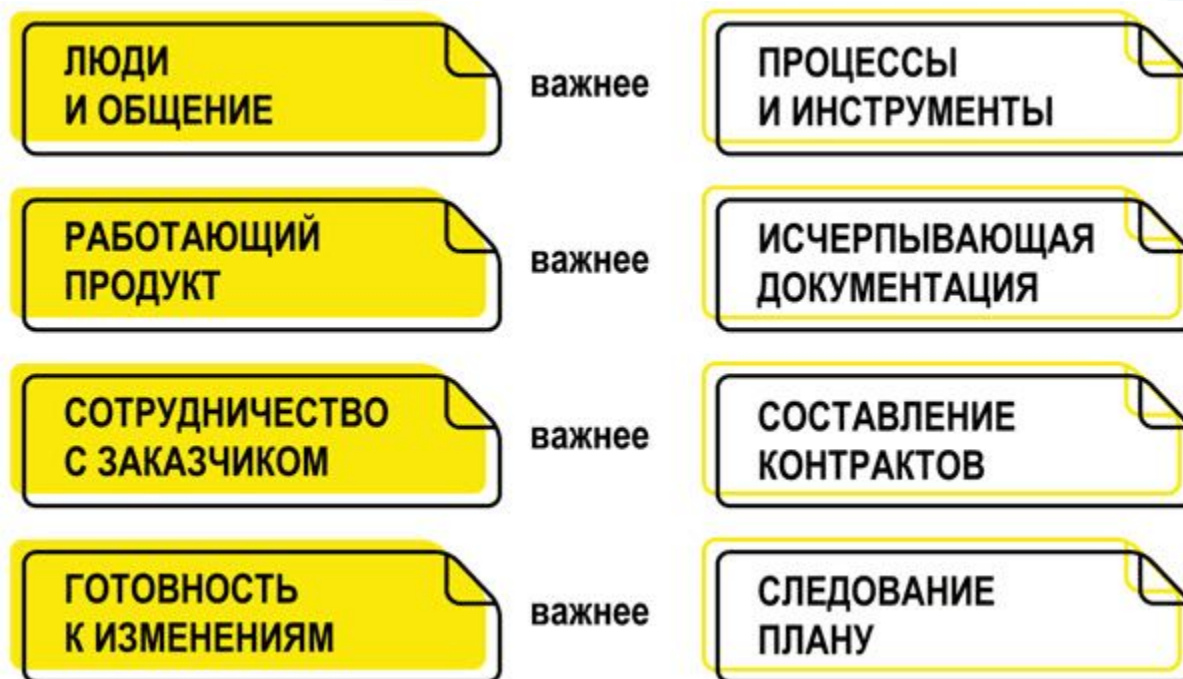 ЛЮДИ
И ОБЩЕНИЕ
важнее
ПРОЦЕССЫ
И ИНСТРУМЕНТЫ
РАБОТАЮЩИЙ
ПРОДУКТ
важнее
ИСЧЕРПЫВАЮЩАЯ
ДОКУМЕНТАЦИЯ
СОТРУДНИЧЕСТВО
С ЗАКАЗЧИКОМ
важнее
СОСТАВЛЕНИЕ
КОНТРАКТОВ
ГОТОВНОСТЬ
К ИЗМЕНЕНИЯМ
важнее
СЛЕДОВАНИЕ
ПЛАНУ